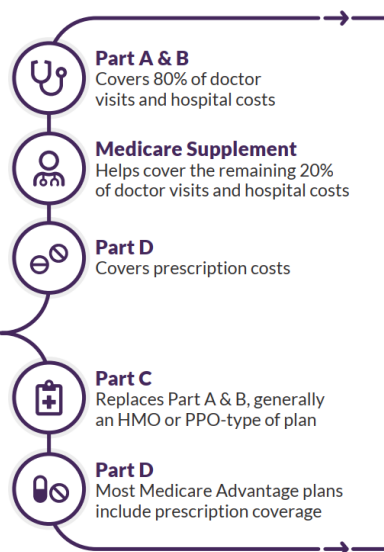 Part A & B
Covers 80% of doctor
visits and hospital costs
Medicare Supplement
Helps cover the remaining 20%
of doctor visits and hospital costs
Part D
Covers prescription costs
Part C
Replaces Part A & B, generally
an HMO or PPO-type of plan
Part D
Most Medicare Advantage plans
include prescription coverage